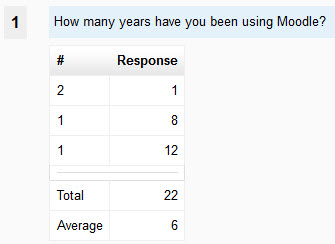 1
How many years have you been using Moodle?
# Response
2 1
1 8
1 12
Total 22
Average 6